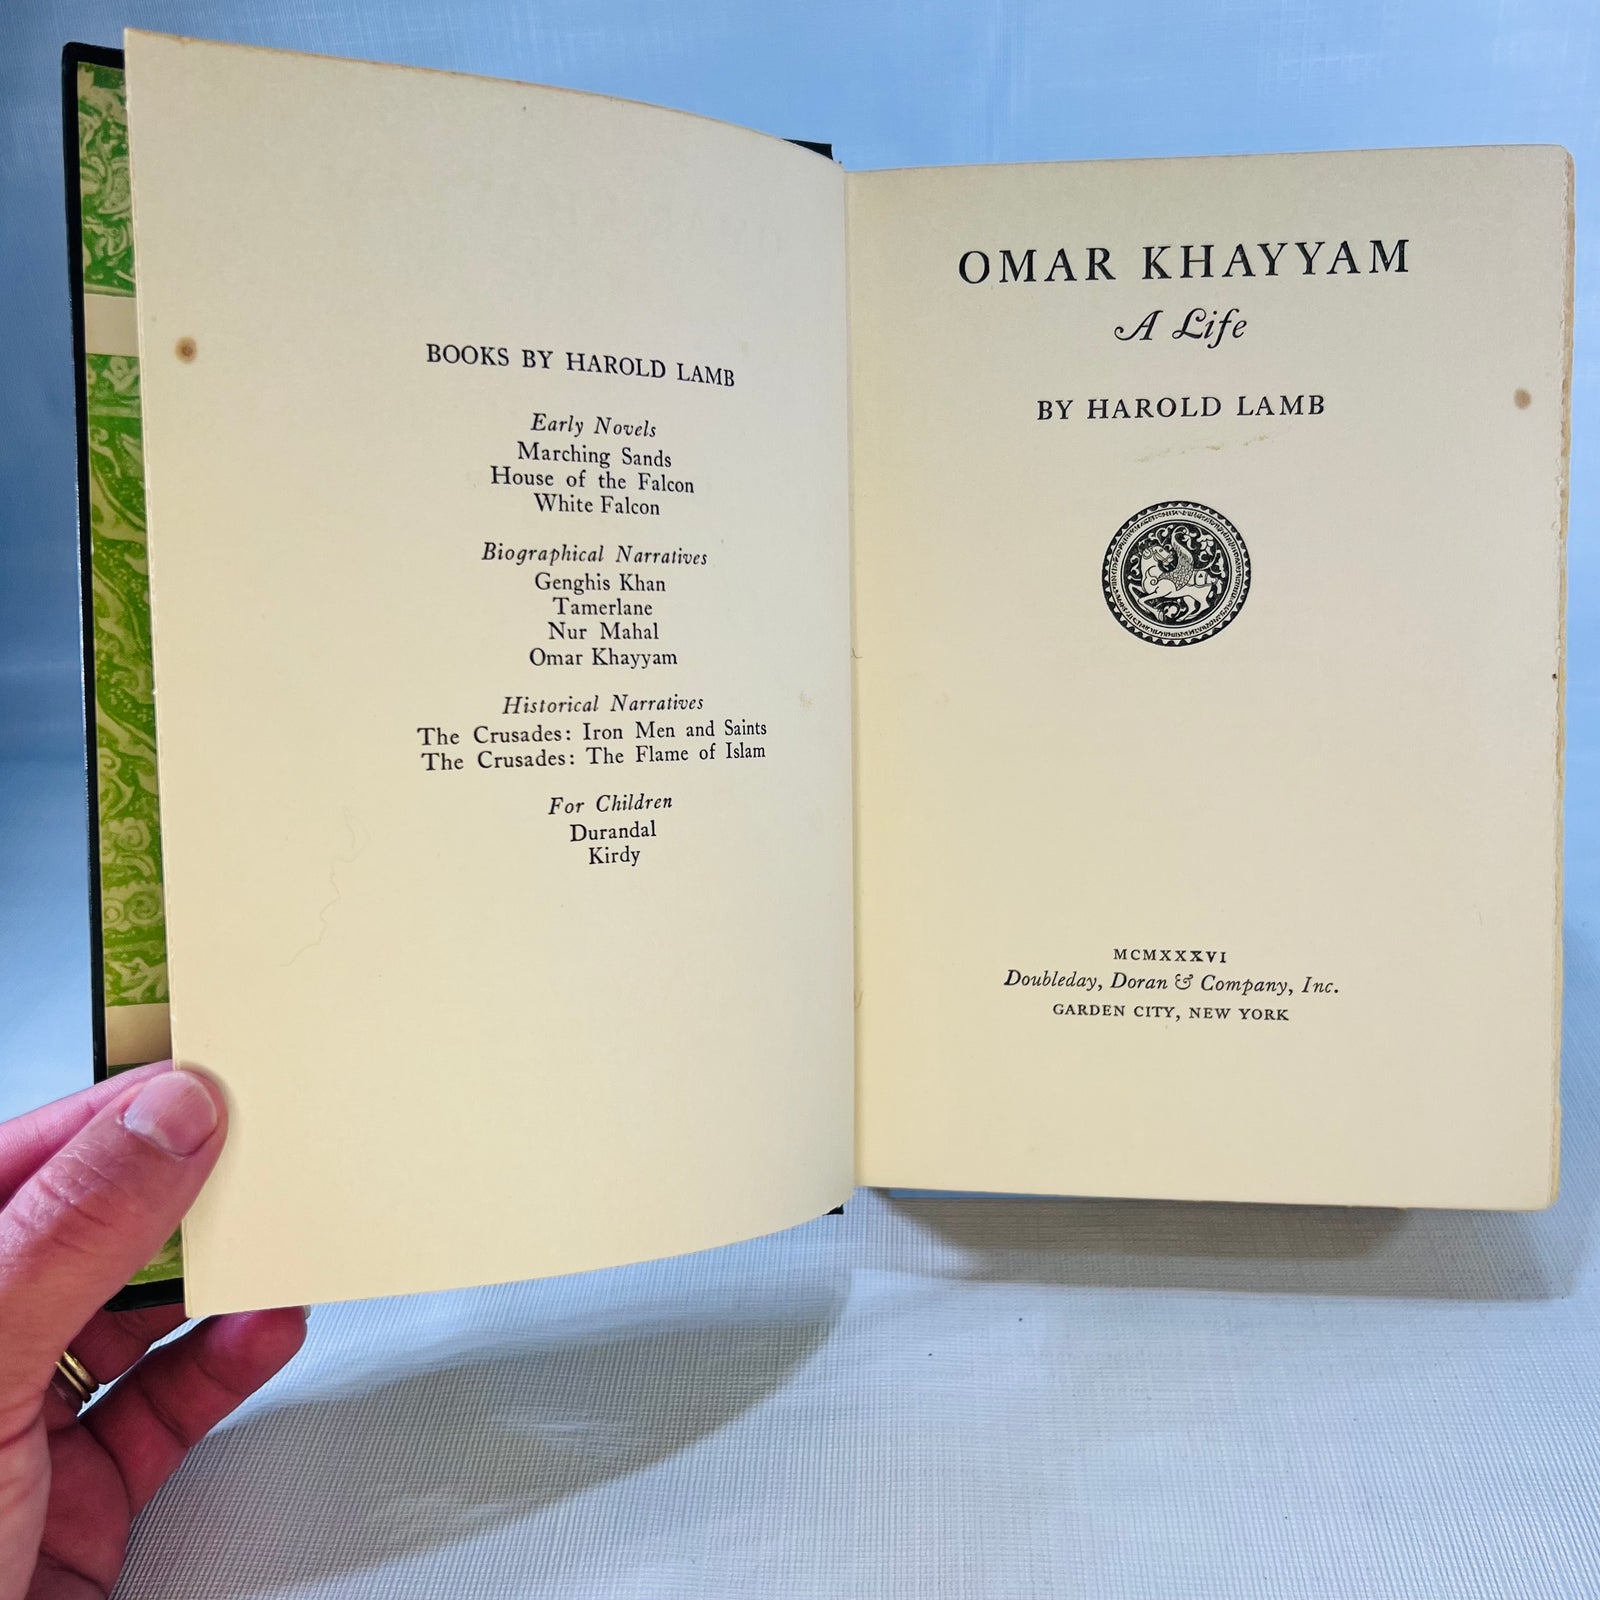 BOOKS BY HAROLD LAMB
Early Novels
Marching Sands
House of the Falcon
White Falcon
Biographical Narratives
Genghis Khan
Tamerlane
Nur Mahal
Omar Khayyam
Historical Narratives
The Crusades: Iron Men and Saints
The Crusades: The Flame of Islam
For Children
Durandal
Kirdy
OMAR KHAYYAM
A Life
BY HAROLD LAMB
MCMXXXVI
Doubleday, Doran & Company, Inc.
GARDEN CITY, NEW YORK